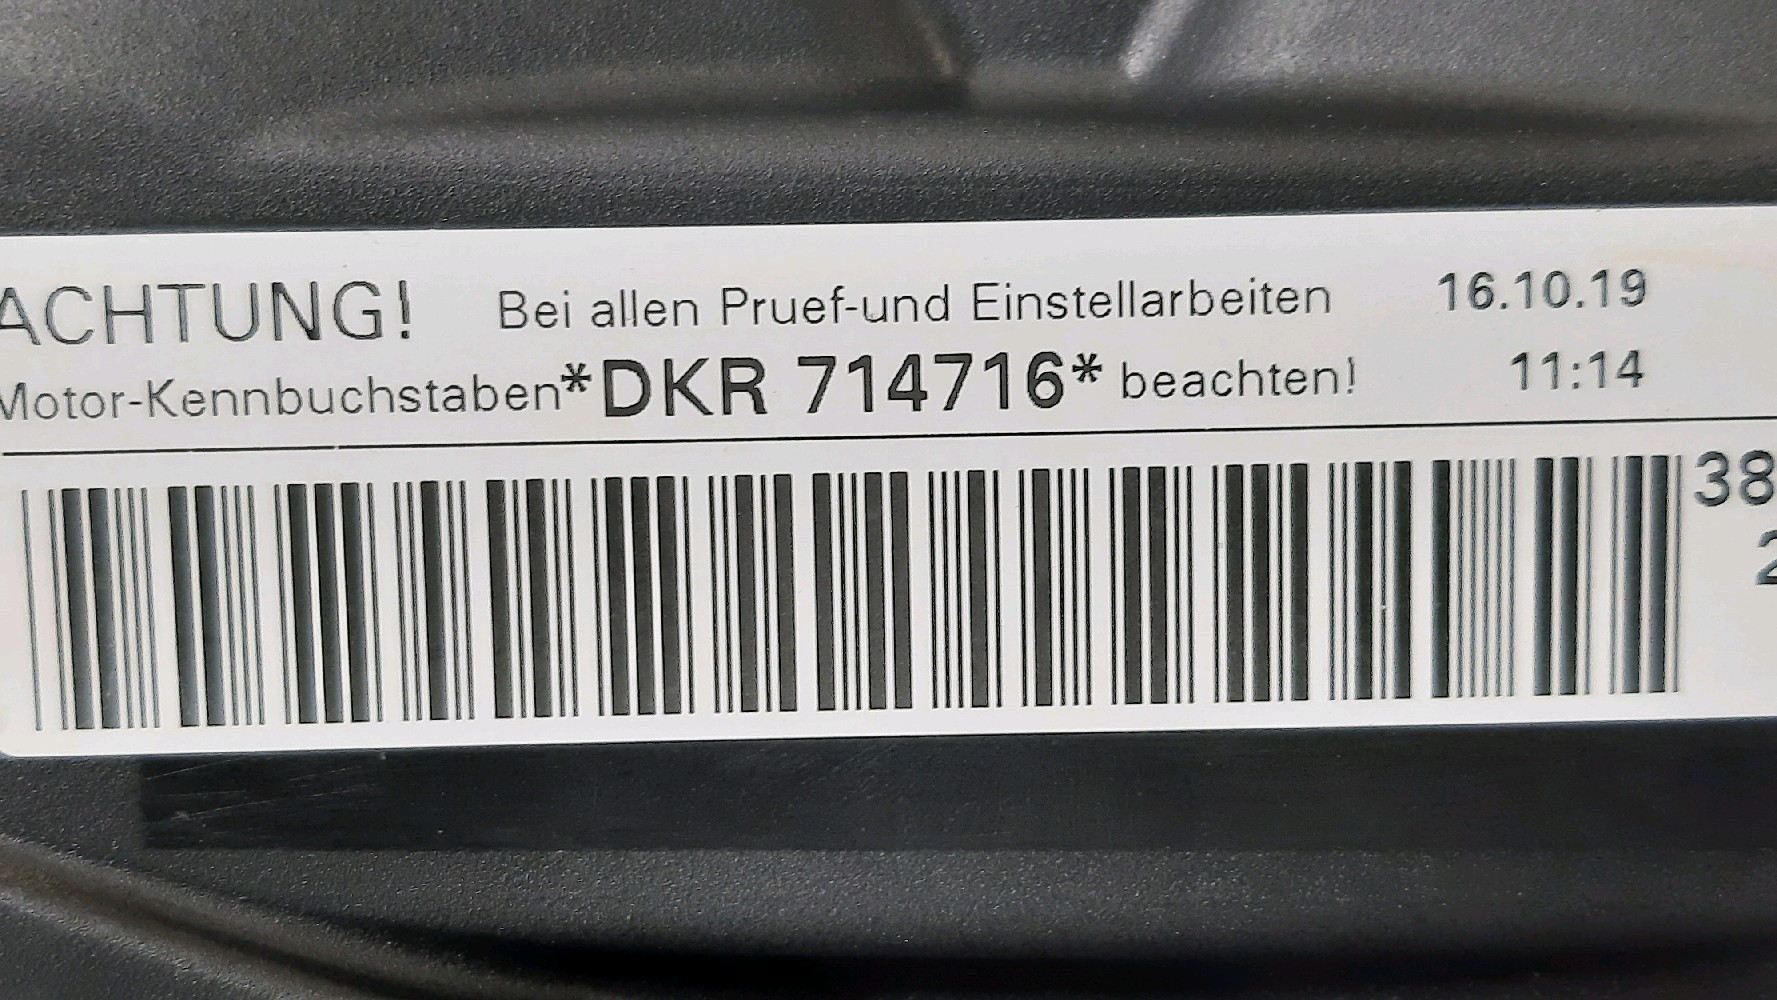 ACHTUNG! Bei allen Pruef-und Einstellarbeiten 16.10.19
Motor-Kennbuchstaben*DKR 714716* beachten! 11:14
38
2